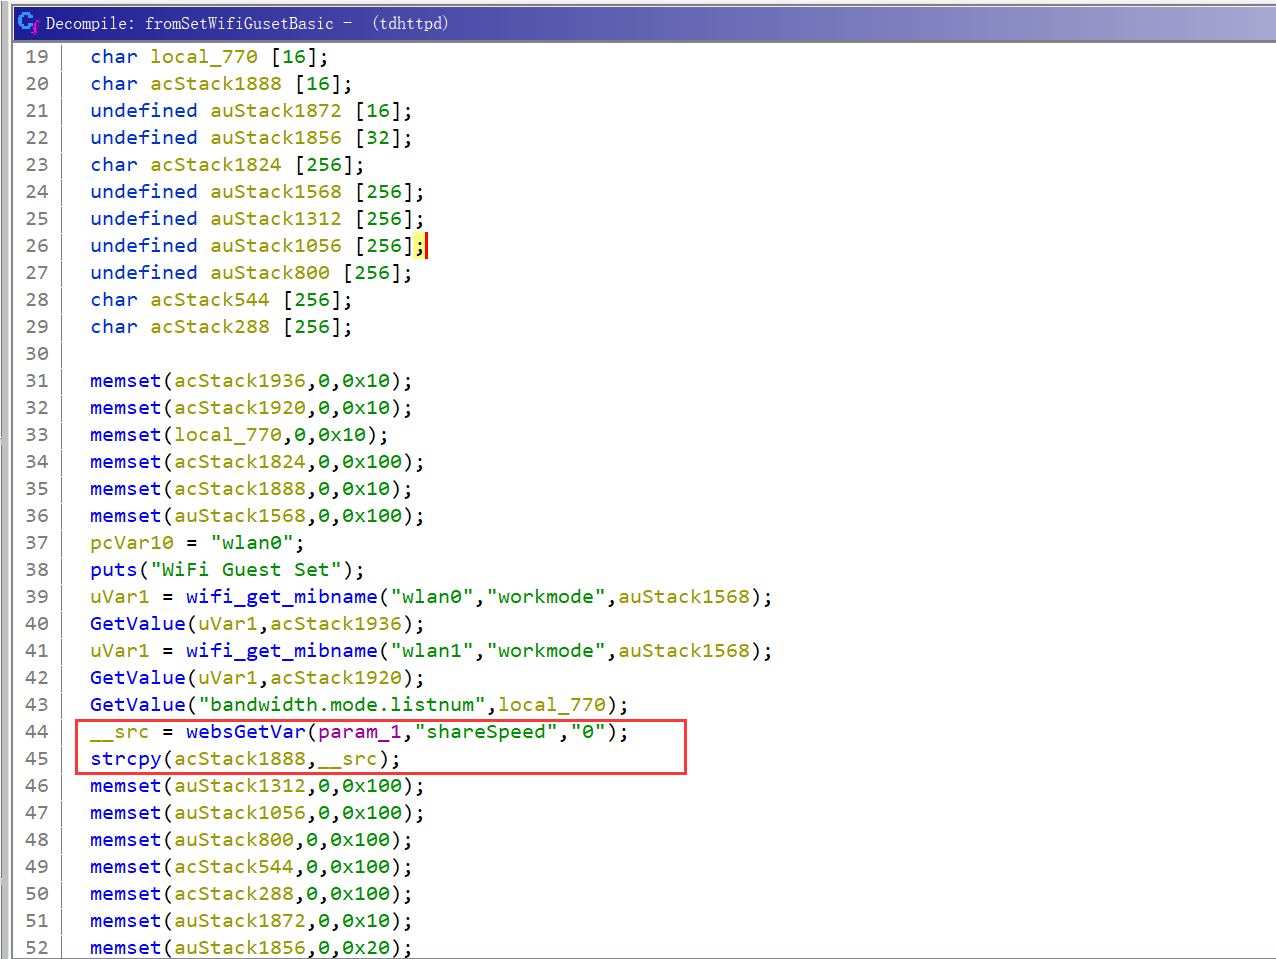 Decompile: fromSetWifiGusetBasic - (tdhttpd)
19 char local_770 [16];
20 char acStack1888 [16];
21 undefined auStack1872 [16];
22 undefined auStack1856 [32];
23 char acStack1824 [256];
24 undefined auStack1568 [256];
25 undefined auStack1312 [256];
26 undefined auStack1056 [256];
27 undefined auStack800 [256];
28 char acStack544 [256];
29 char acStack288 [256];
30
31 memset(acStack1936,0,0x10);
32 memset(acStack1920,0,0x10);
33 memset(local_770,0,0x10);
34 memset(acStack1824,0,0x100);
35 memset(acStack1888,0,0x10);
36 memset(auStack1568,0,0x100);
37 pcVar10 = "wlan0";
38 puts("WiFi Guest Set");
39 uVar1 = wifi_get_mibname("wlan0","workmode",auStack1568);
40 GetValue(uVar1,acStack1936);
41 uVar1 = wifi_get_mibname("wlan1","workmode",auStack1568);
42 GetValue(uVar1,acStack1920);
43 GetValue("bandwidth.mode.listnum",local_770);
44 __src = websGetVar(param_1,"shareSpeed","0");
45 strcpy(acStack1888,__src);
46 memset(auStack1312,0,0x100);
47 memset(auStack1056,0,0x100);
48 memset(auStack800,0,0x100);
49 memset(acStack544,0,0x100);
50 memset(acStack288,0,0x100);
51 memset(auStack1872,0,0x10);
52 memset(auStack1856,0,0x20);